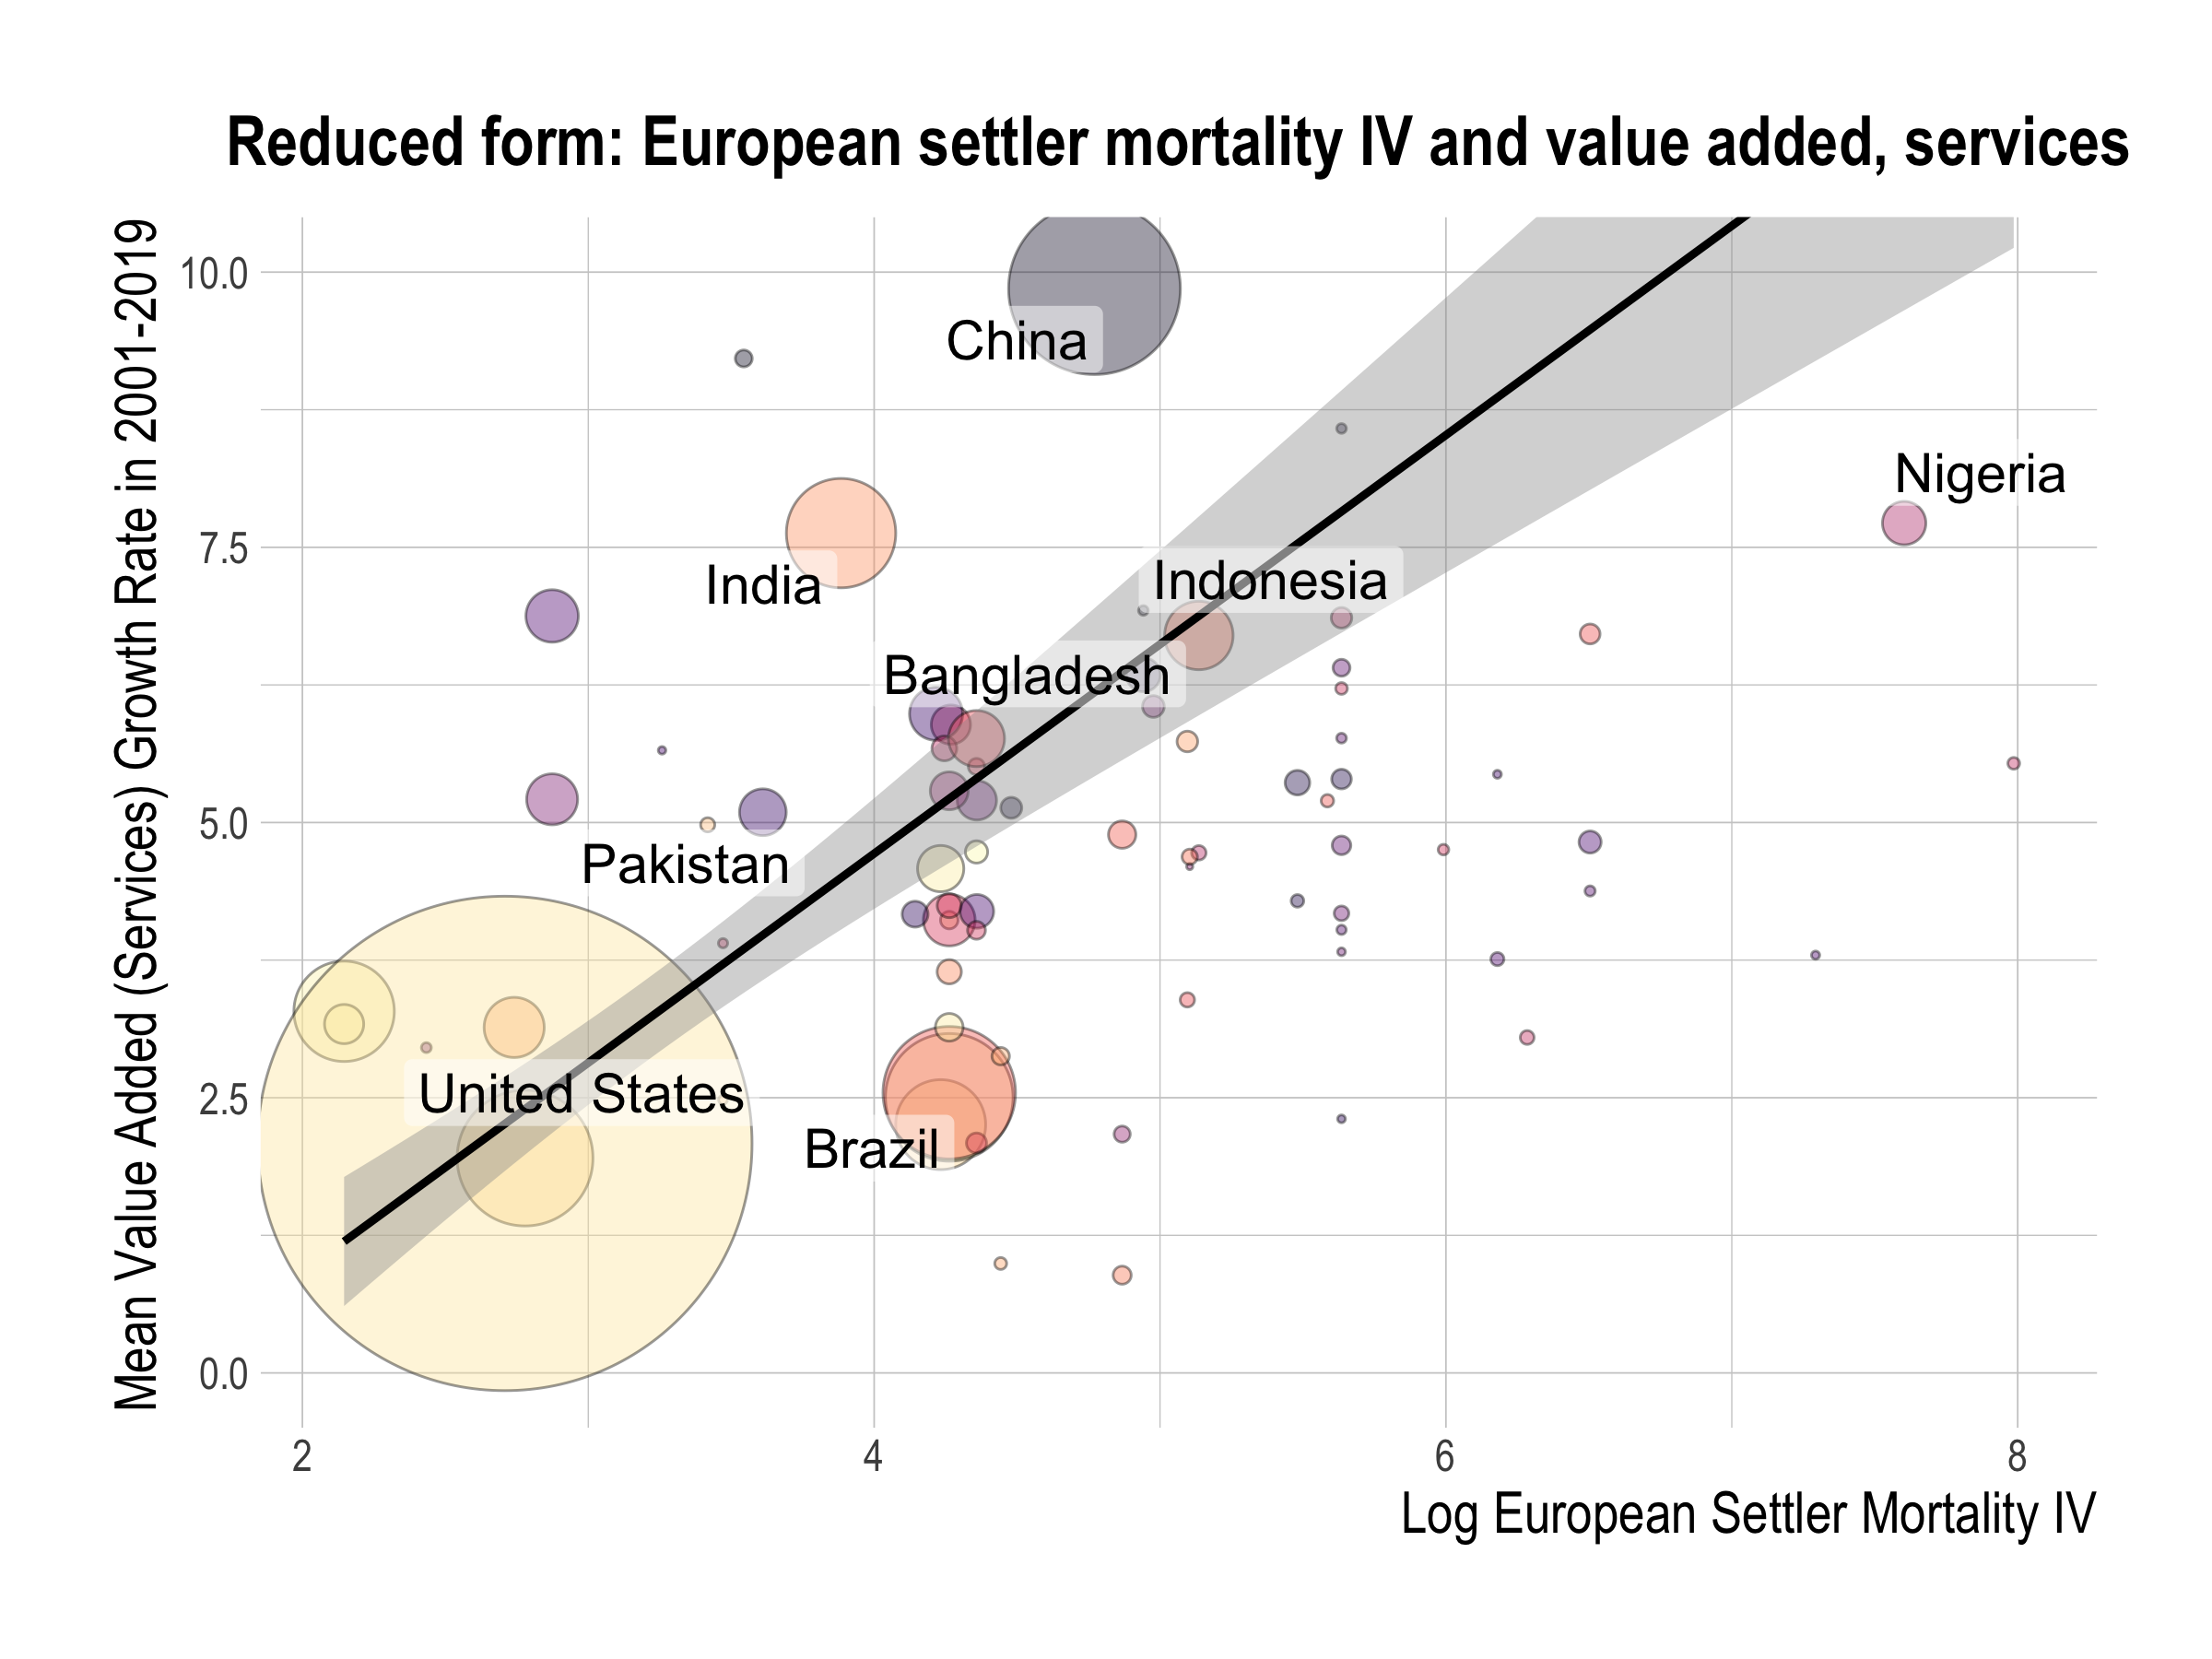 Reduced form: European settler mortality IV and value added, services
Mean Value Added (Services) Growth Rate in 2001-2019
10.0
7.5
5.0
2.5
0.0
China
Nigeria
India
Indonesia
Bangladesh
Pakistan
United States
Brazil
2
4
6
8
Log European Settler Mortality IV